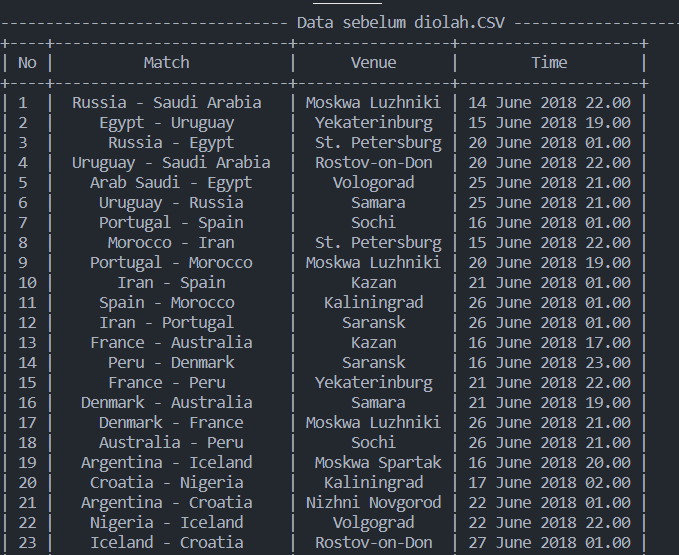 ------------------------------- Data sebelum diolah.CSV ------------------
+----+--------------------------+-----------------+--------------------+
| No | Match | Venue | Time |
+----+--------------------------+-----------------+--------------------+
| 1 | Russia - Saudi Arabia | Moskwa Luzhniki | 14 June 2018 22.00 |
| 2 | Egypt - Uruguay | Yekaterinburg | 15 June 2018 19.00 |
| 3 | Russia - Egypt | St. Petersburg | 20 June 2018 01.00 |
| 4 | Uruguay - Saudi Arabia | Rostov-on-Don | 20 June 2018 22.00 |
| 5 | Arab Saudi - Egypt | Vologorad | 25 June 2018 21.00 |
| 6 | Uruguay - Russia | Samara | 25 June 2018 21.00 |
| 7 | Portugal - Spain | Sochi | 16 June 2018 01.00 |
| 8 | Morocco - Iran | St. Petersburg | 15 June 2018 22.00 |
| 9 | Portugal - Morocco | Moskwa Luzhniki | 20 June 2018 19.00 |
| 10 | Iran - Spain | Kazan | 21 June 2018 01.00 |
| 11 | Spain - Morocco | Kaliningrad | 26 June 2018 01.00 |
| 12 | Iran - Portugal | Saransk | 26 June 2018 01.00 |
| 13 | France - Australia | Kazan | 16 June 2018 17.00 |
| 14 | Peru - Denmark | Saransk | 16 June 2018 23.00 |
| 15 | France - Peru | Yekaterinburg | 21 June 2018 22.00 |
| 16 | Denmark - Australia | Samara | 21 June 2018 19.00 |
| 17 | Denmark - France | Moskwa Luzhniki | 26 June 2018 21.00 |
| 18 | Australia - Peru | Sochi | 26 June 2018 21.00 |
| 19 | Argentina - Iceland | Moskwa Spartak | 16 June 2018 20.00 |
| 20 | Croatia - Nigeria | Kaliningrad | 17 June 2018 02.00 |
| 21 | Argentina - Croatia | Nizhni Novgorod | 22 June 2018 01.00 |
| 22 | Nigeria - Iceland | Volgograd | 22 June 2018 22.00 |
| 23 | Iceland - Croatia | Rostov-on-Don | 27 June 2018 01.00 |